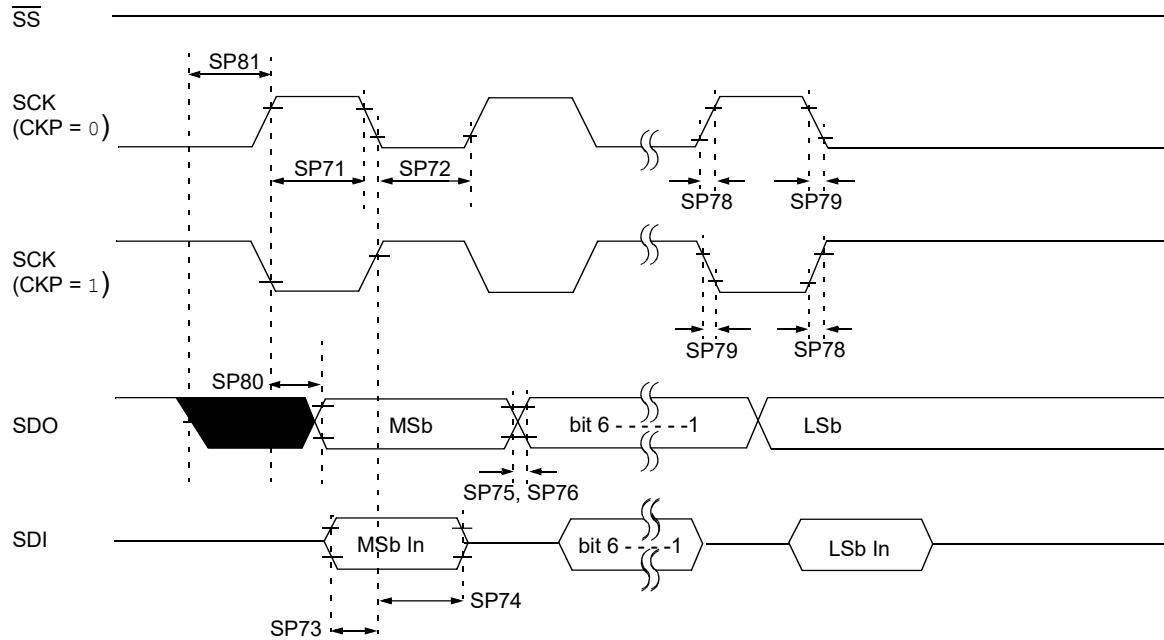 SS
SP81
SCK
(CKP = 0)
SP71
SP72
SP78
SP79
SCK
(CKP = 1)
SP79
SP78
SP80
SDO
MSb
bit 6 - - - - - -1
LSb
SP75, SP76
SDI
MSb In
bit 6 - - - - -1
LSb In
SP74
SP73